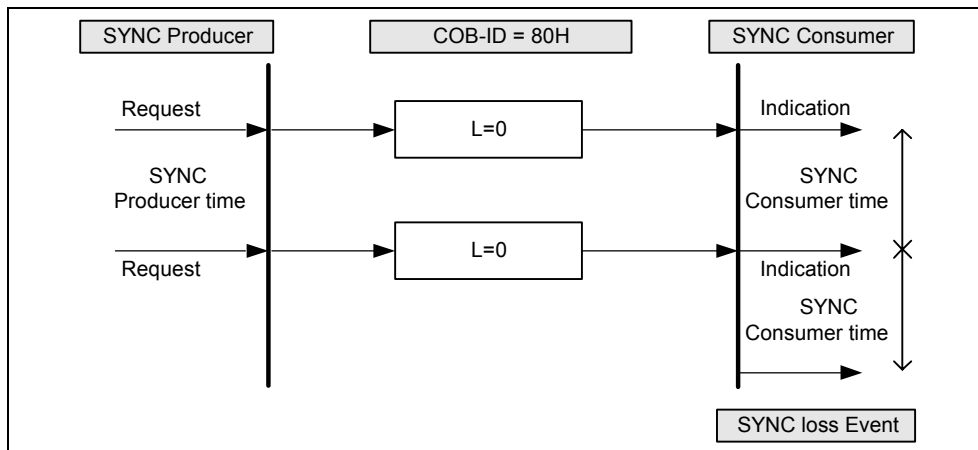 SYNC Producer
COB-ID = 80H
SYNC Consumer
Request
Indication
L=0
SYNC
Producer time
SYNC
Consumer time
L=0
Request
Indication
SYNC
Consumer time
SYNC loss Event